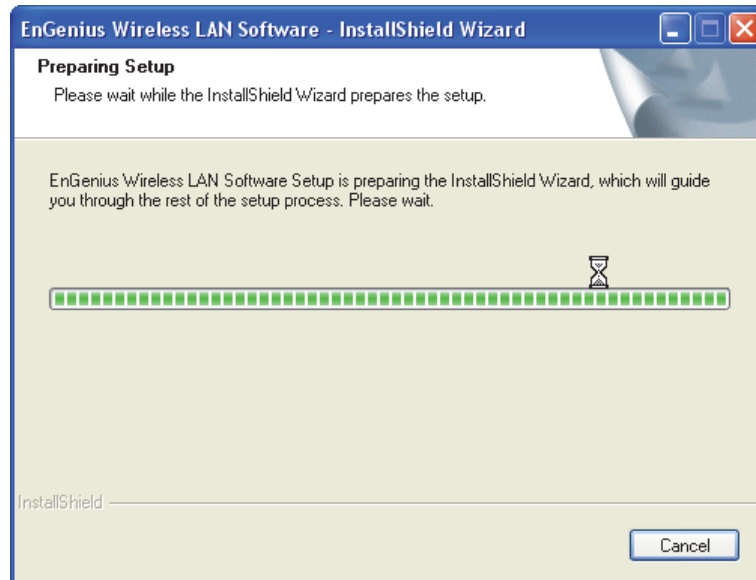 EnGenius Wireless LAN Software - InstallShield Wizard
Preparing Setup
Please wait while the InstallShield Wizard prepares the setup.
EnGenius Wireless LAN Software Setup is preparing the InstallShield Wizard, which will guide
you through the rest of the setup process. Please wait.
InstallShield
Cancel